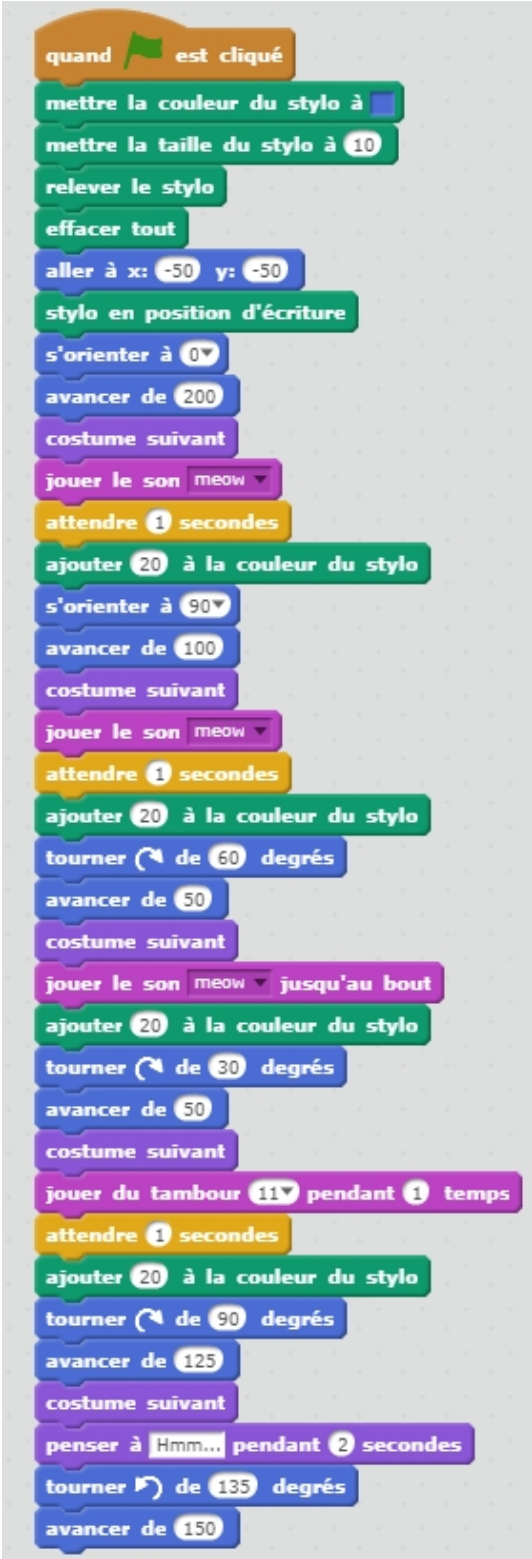 quand est cliqué
mettre la couleur du stylo à
mettre la taille du stylo à 10
relever le stylo
effacer tout
aller à x: -50 y: -50
stylo en position d'écriture
s'orienter à 0
avancer de 200
costume suivant
jouer le son meow
attendre 1 secondes
ajouter 20 à la couleur du stylo
s'orienter à 90
avancer de 100
costume suivant
jouer le son meow
attendre 1 secondes
ajouter 20 à la couleur du stylo
tourner de 60 degrés
avancer de 50
costume suivant
jouer le son meow jusqu'au bout
ajouter 20 à la couleur du stylo
tourner de 30 degrés
avancer de 50
costume suivant
jouer du tambour 11 pendant 1 temps
attendre 1 secondes
ajouter 20 à la couleur du stylo
tourner de 90 degrés
avancer de 125
costume suivant
penser à Hmm... pendant 2 secondes
tourner de 135 degrés
avancer de 150